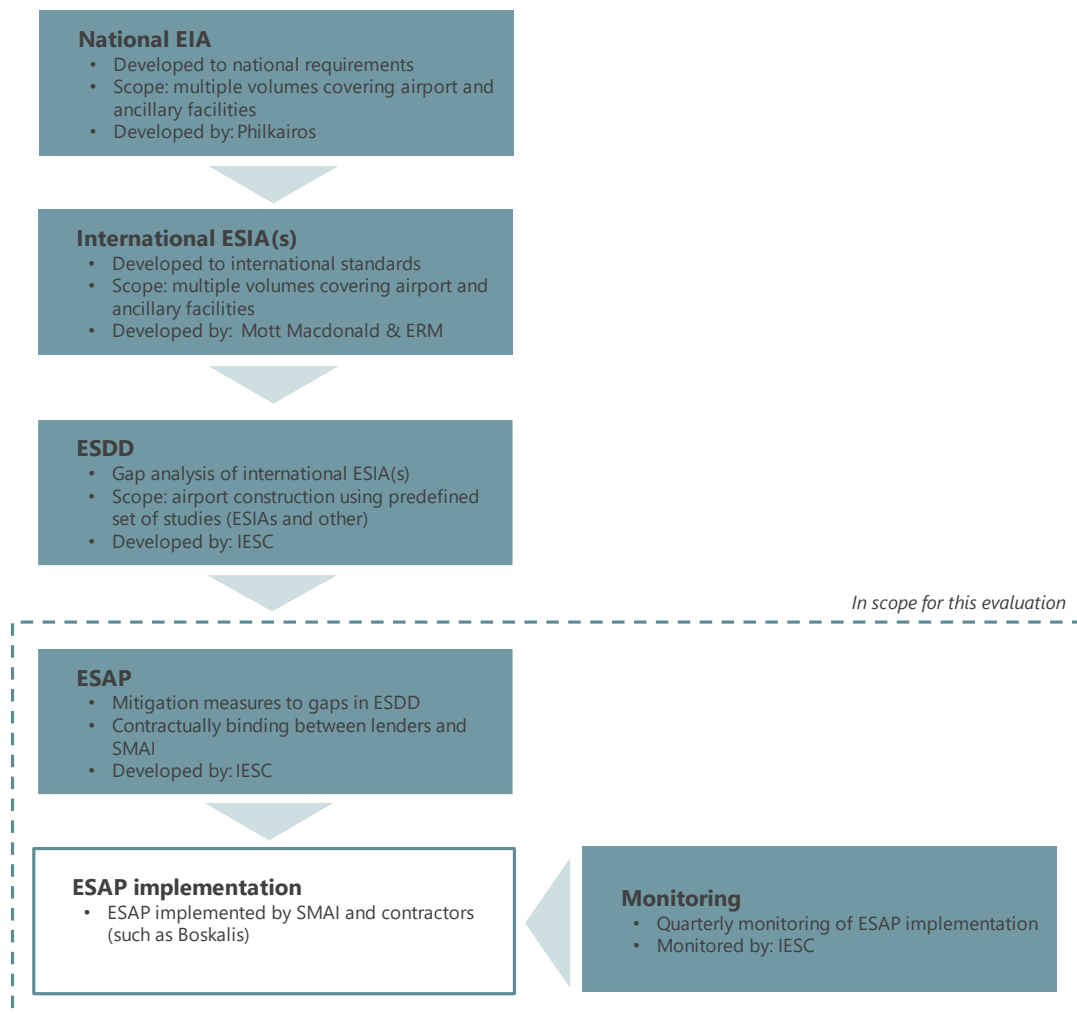 National EIA
• Developed to national requirements
• Scope: multiple volumes covering airport and
ancillary facilities
• Developed by: Philkairos
International ESIA(s)
• Developed to international standards
• Scope: multiple volumes covering airport and
ancillary facilities
• Developed by: Mott Macdonald & ERM
ESDD
• Gap analysis of international ESIA(s)
• Scope: airport construction using predefined
set of studies (ESIAs and other)
• Developed by: IESC
In scope for this evaluation
ESAP
• Mitigation measures to gaps in ESDD
• Contractually binding between lenders and
SMAI
• Developed by: IESC
ESAP implementation
• ESAP implemented by SMAI and contractors
(such as Boskalis)
Monitoring
• Quarterly monitoring of ESAP implementation
• Monitored by: IESC